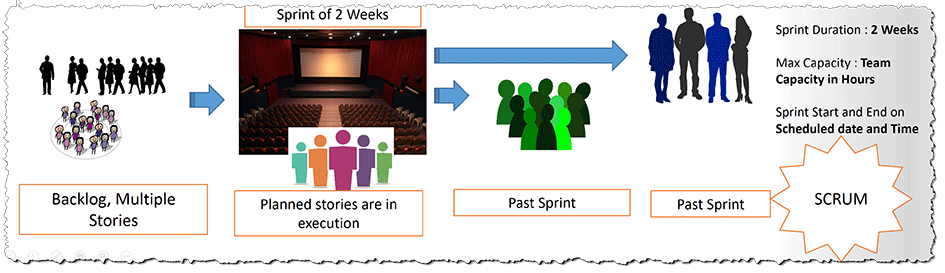 Sprint of 2 Weeks
Sprint Duration : 2 Weeks
Max Capacity : Team
Capacity in Hours
Sprint Start and End on
Scheduled date and Time
Backlog, Multiple
Stories
Planned stories are in
execution
Past Sprint
Past Sprint
SCRUM